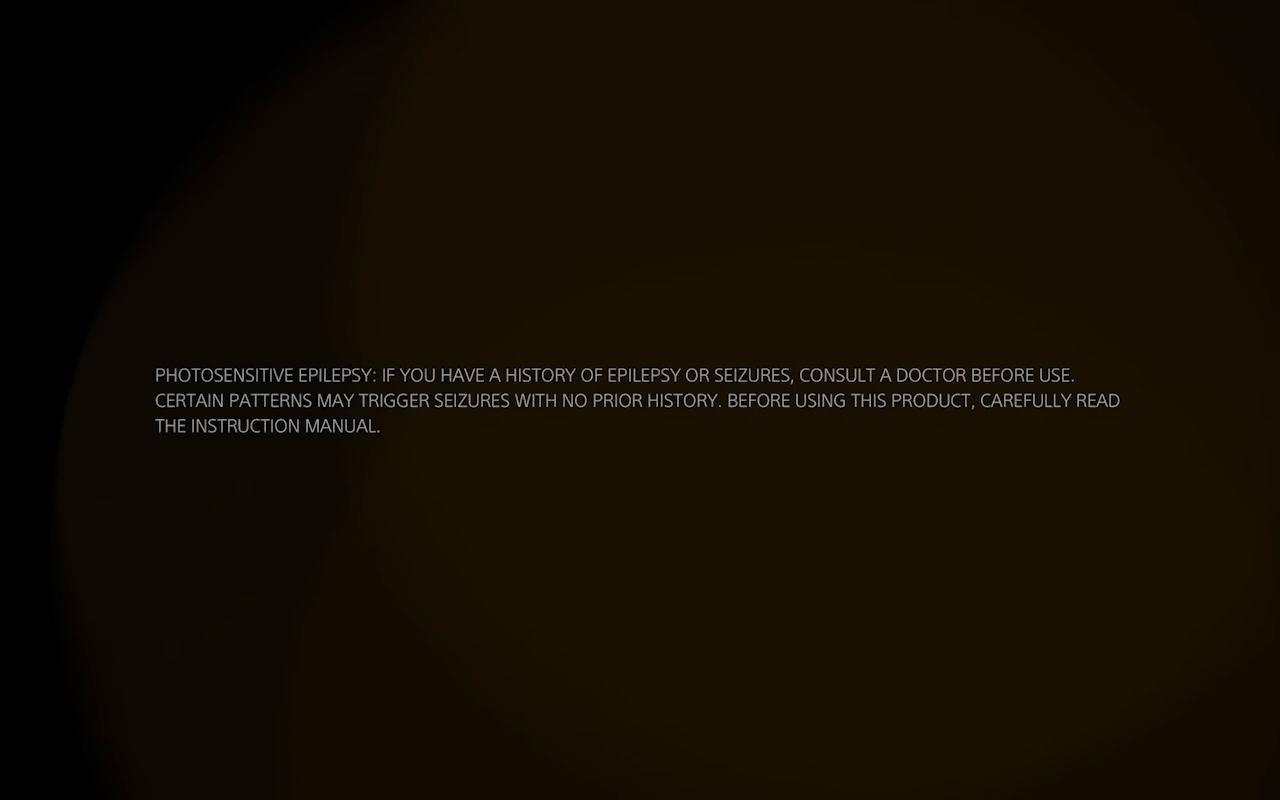 PHOTOSENSITIVE EPILEPSY: IF YOU HAVE A HISTORY OF EPILEPSY OR SEIZURES, CONSULT A DOCTOR BEFORE USE.
CERTAIN PATTERNS MAY TRIGGER SEIZURES WITH NO PRIOR HISTORY. BEFORE USING THIS PRODUCT, CAREFULLY READ
THE INSTRUCTION MANUAL.